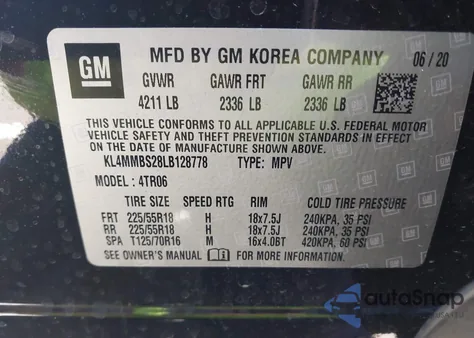 GM
MFD BY GM KOREA COMPANY 06/20
GVWR GAWR FRT GAWR RR
4211 LB 2336 LB 2336 LB
THIS VEHICLE CONFORMS TO ALL APPLICABLE U.S. FEDERAL MOTOR
VEHICLE SAFETY AND THEFT PREVENTION STANDARDS IN EFFECT
ON THE DATE OF MANUFACTURE SHOWN ABOVE.
KL4MMBS28LB128778 TYPE: MPV
MODEL: 4TR06
TIRE SIZE SPEED RTG RIM COLD TIRE PRESSURE
FRT 225/55R18 H 18x7.5J 240KPA, 35 PSI
RR 225/55R18 H 18x7.5J 240KPA, 35 PSI
SPA T125/70R16 M 16x4.0BT 420KPA, 60 PSI
SEE OWNER'S MANUAL FOR MORE INFORMATION.
autoSnap